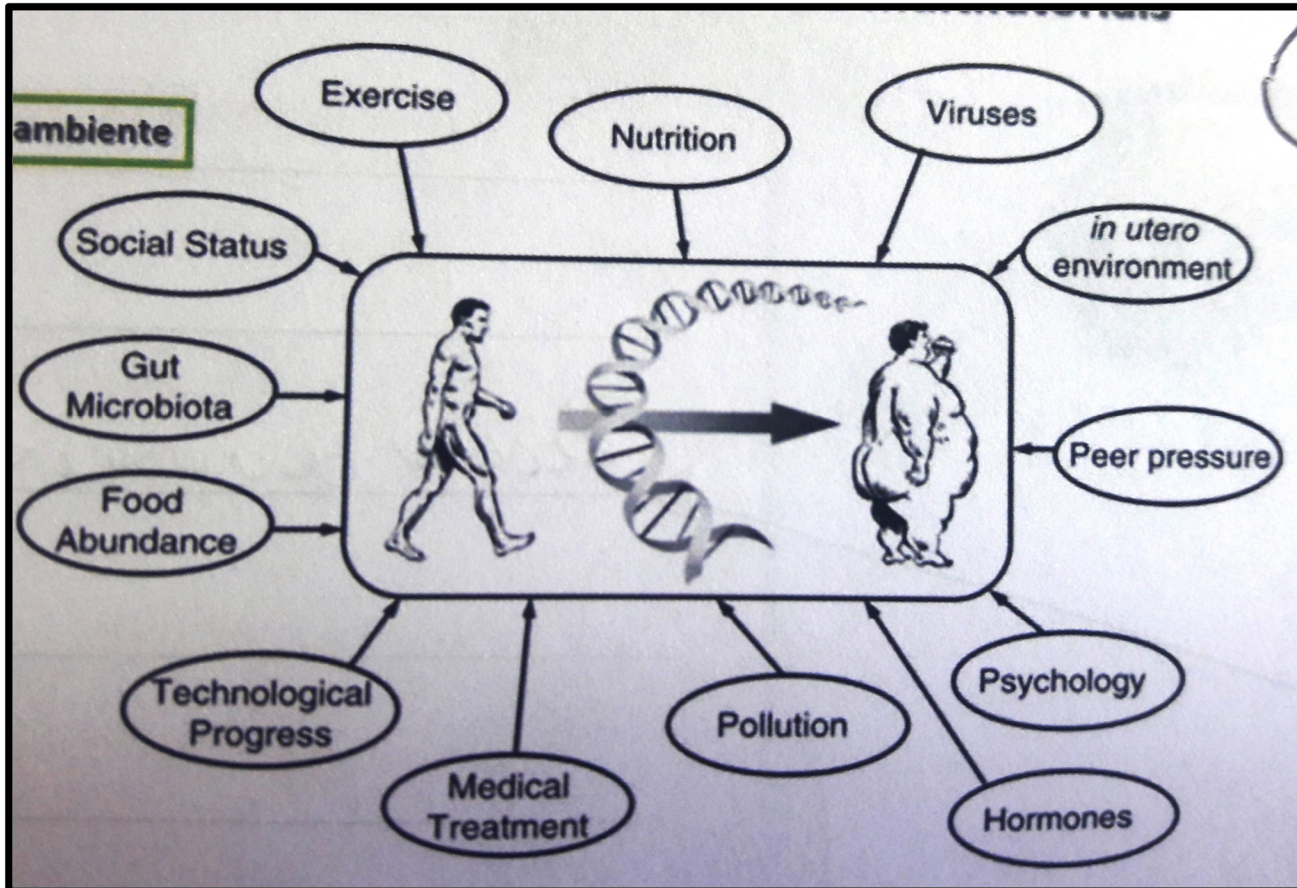 Exercise
Nutrition
Viruses
ambiente
Social Status
in utero
environment
Gut
Microbiota
Peer pressure
Food
Abundance
Technological
Progress
Psychology
Pollution
Medical
Treatment
Hormones